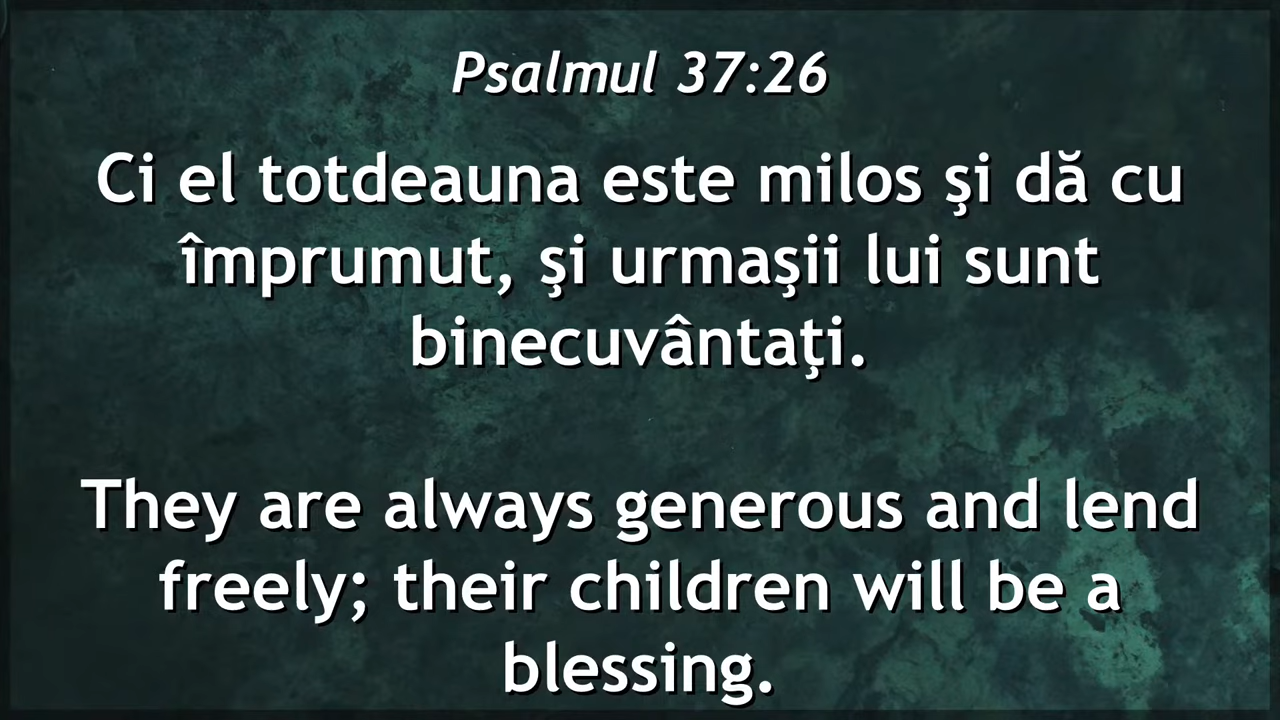 Psalmul 37:26
Ci el totdeauna este milos şi dă cu
împrumut, şi urmaşii lui sunt
binecuvântaţi.
They are always generous and lend
freely; their children will be a
blessing.